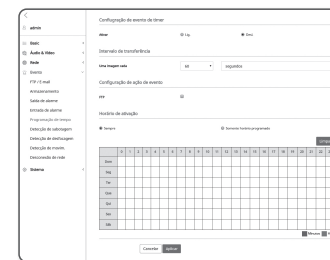 Configuração de evento de timer
admin
Ativar
Lig.
Desl.
Basic
Áudio & Vídeo
Intervalo de transferência
Rede
Evento
Uma imagem cada
60
segundos
FTP / E-mail
Armazenamento
Configuração de ação de evento
Saída de alarme
FTP
Entrada de alarme
Programação de tempo
Horário de ativação
Detecção de sabotagem
Detecção de desfocagem
Sempre
Somente horário programado
Detecção de movim.
Desconexão de rede
Sistema
0 1 2 3 4 5 6 7 8 9 10 11 12 13 14 15 16 17 18 19 20 21 22
Dom
Seg
Ter
Qua
Qui
Sex
Sáb
Minutos
Cancelar
Aplicar